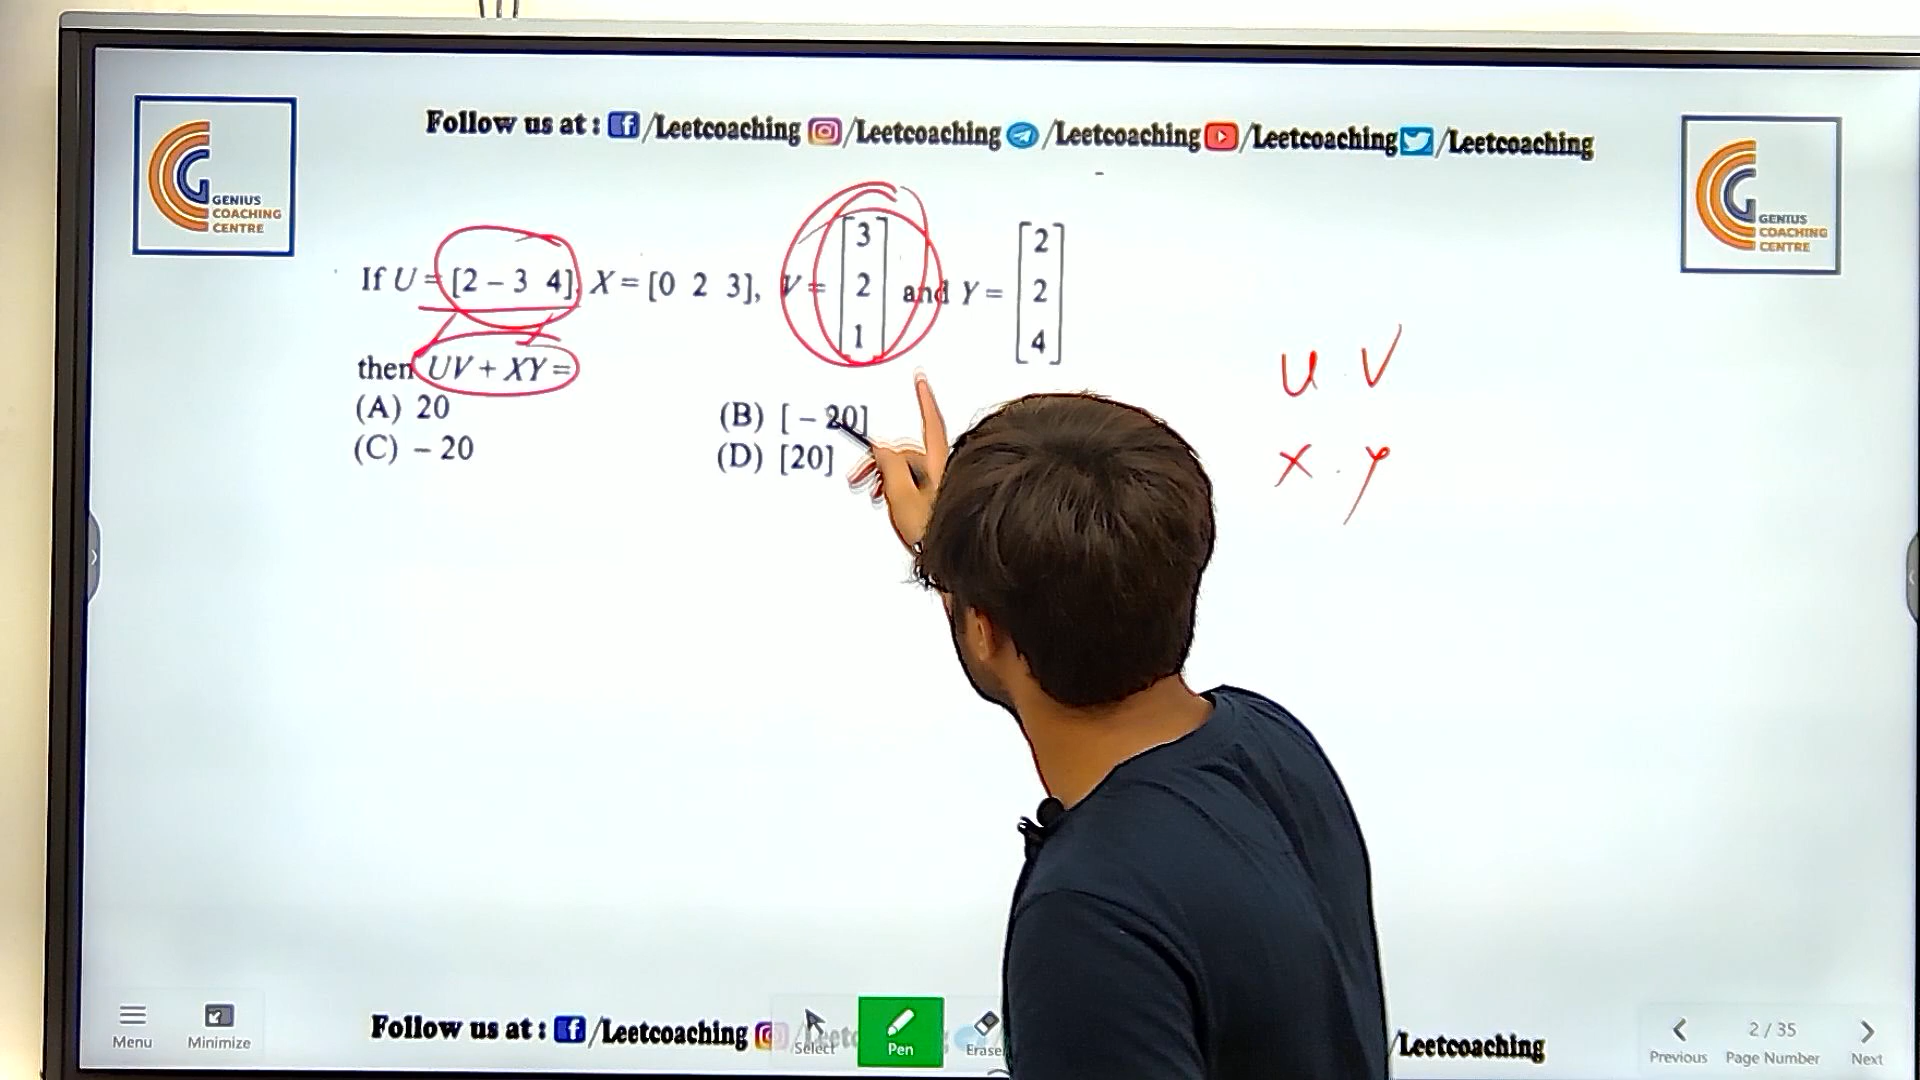 Follow us at : /Leetcoaching /Leetcoaching /Leetcoaching /Leetcoaching /Leetcoaching
GENIUS
COACHING
CENTRE
GENIUS
COACHING
CENTRE
If U = [2 – 3 4], X = [0 2 3], V = [3 2 1] and Y = [2 2 4]
then UV + XY =
(A) 20 (B) [ – 20]
(C) – 20 (D) [20]
U . V
X . Y
Menu
Minimize
Follow us at : /Leetcoaching
Select
Pen
Eraser
/Leetcoaching
Previous
2 / 35
Page Number
Next